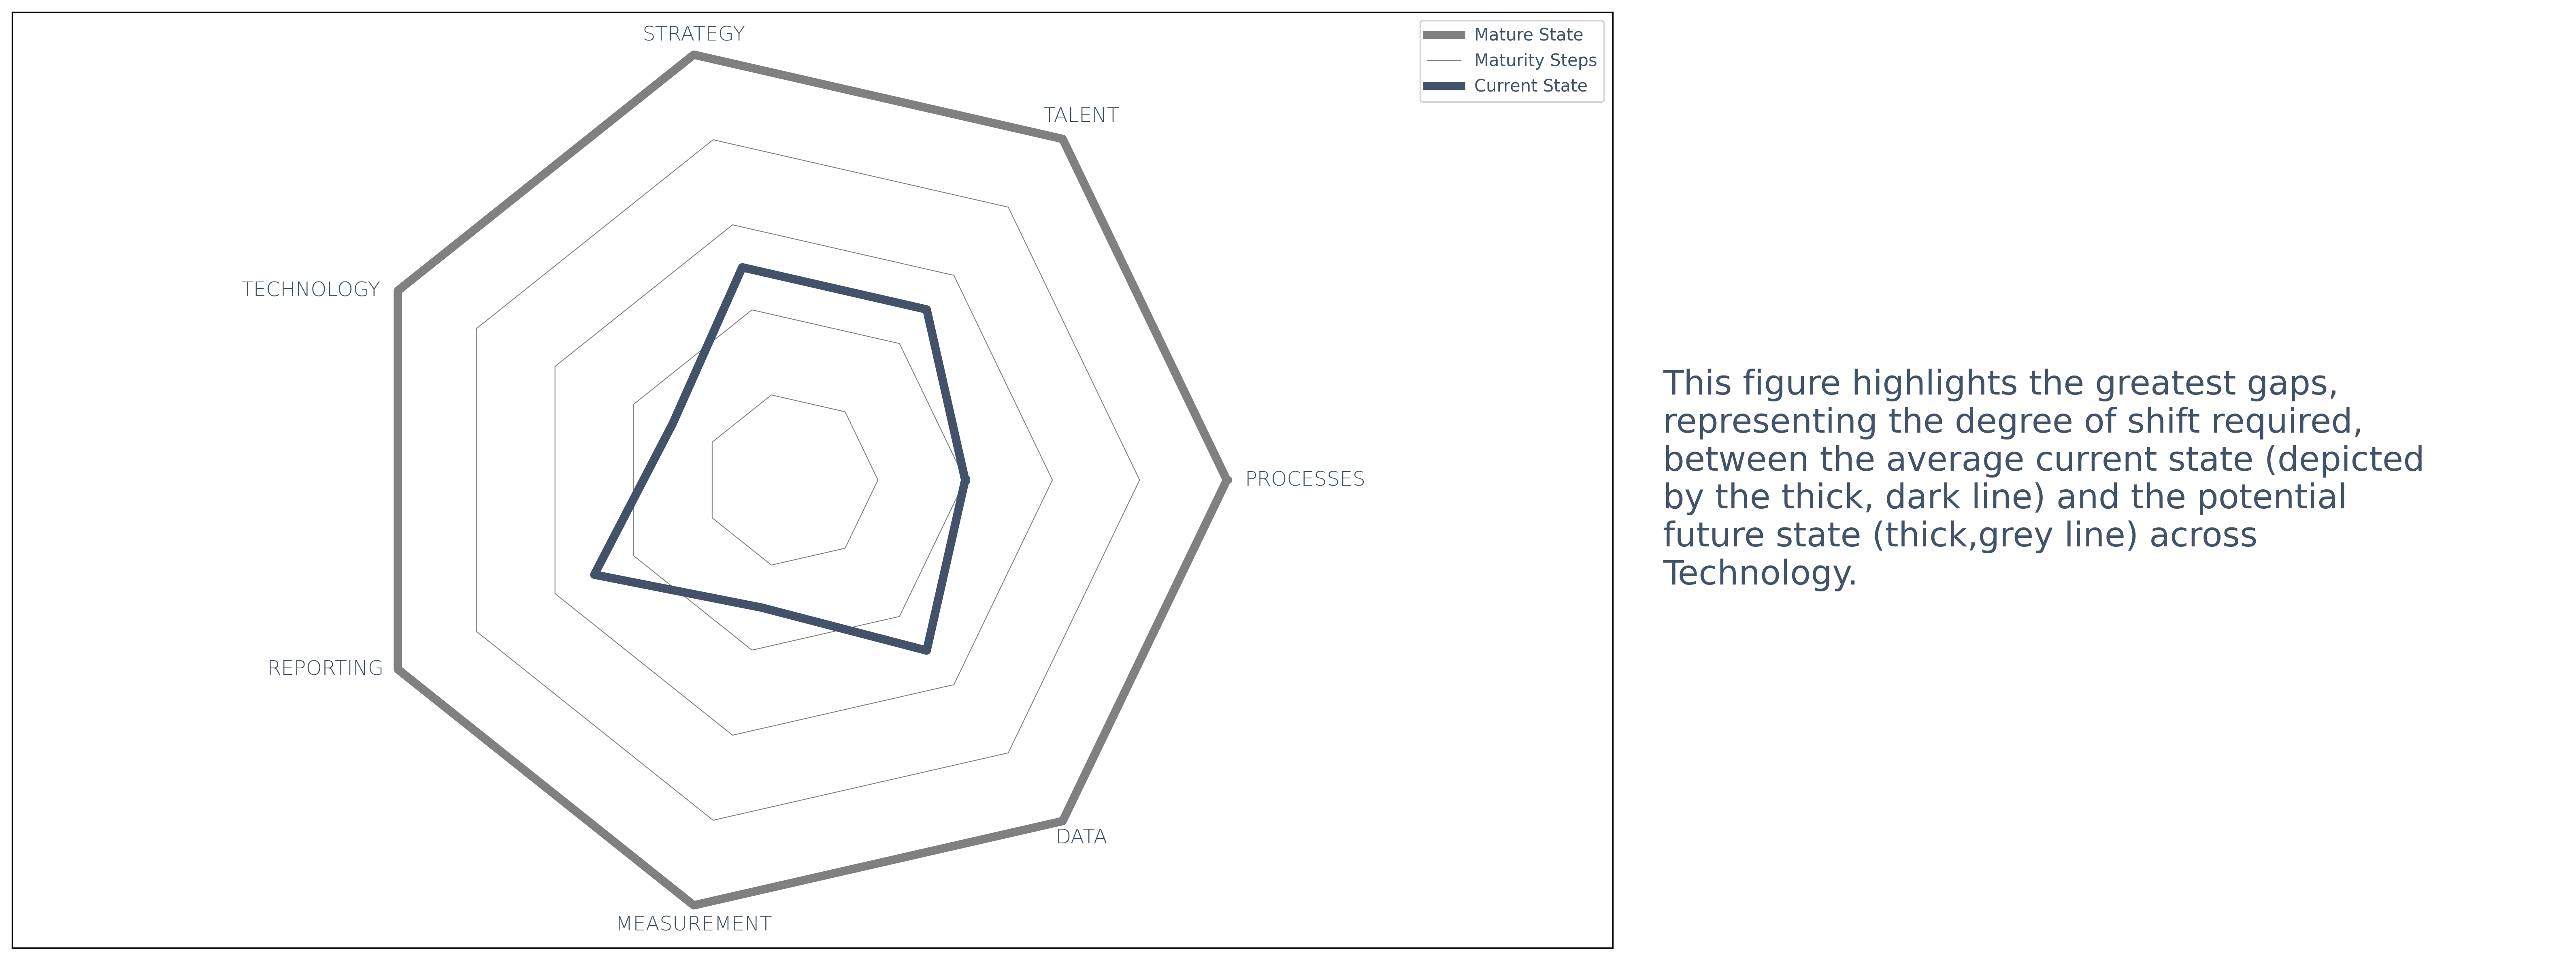 STRATEGY
Mature State
Maturity Steps
Current State
TALENT
TECHNOLOGY
PROCESSES
REPORTING
DATA
MEASUREMENT
This figure highlights the greatest gaps,
representing the degree of shift required,
between the average current state (depicted
by the thick, dark line) and the potential
future state (thick,grey line) across
Technology.